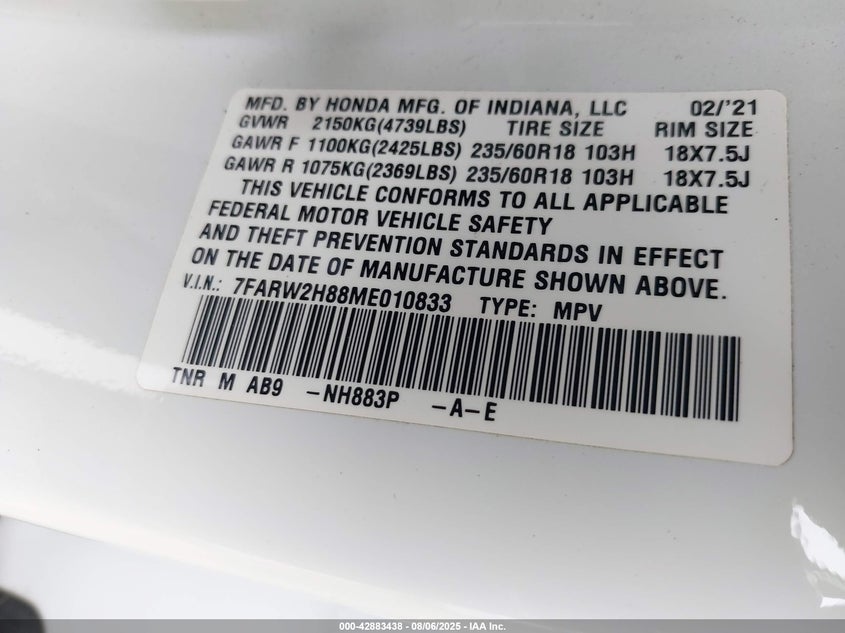 MFD. BY HONDA MFG. OF INDIANA, LLC 02/'21
GVWR 2150KG(4739LBS) TIRE SIZE RIM SIZE
GAWR F 1100KG(2425LBS) 235/60R18 103H 18X7.5J
GAWR R 1075KG(2369LBS) 235/60R18 103H 18X7.5J
THIS VEHICLE CONFORMS TO ALL APPLICABLE
FEDERAL MOTOR VEHICLE SAFETY
AND THEFT PREVENTION STANDARDS IN EFFECT
ON THE DATE OF MANUFACTURE SHOWN ABOVE.
V.I.N.: 7FARW2H88ME010833 TYPE: MPV
TNR M AB9 -NH883P -A-E
000-42883438 - 08/06/2025 - IAA Inc.